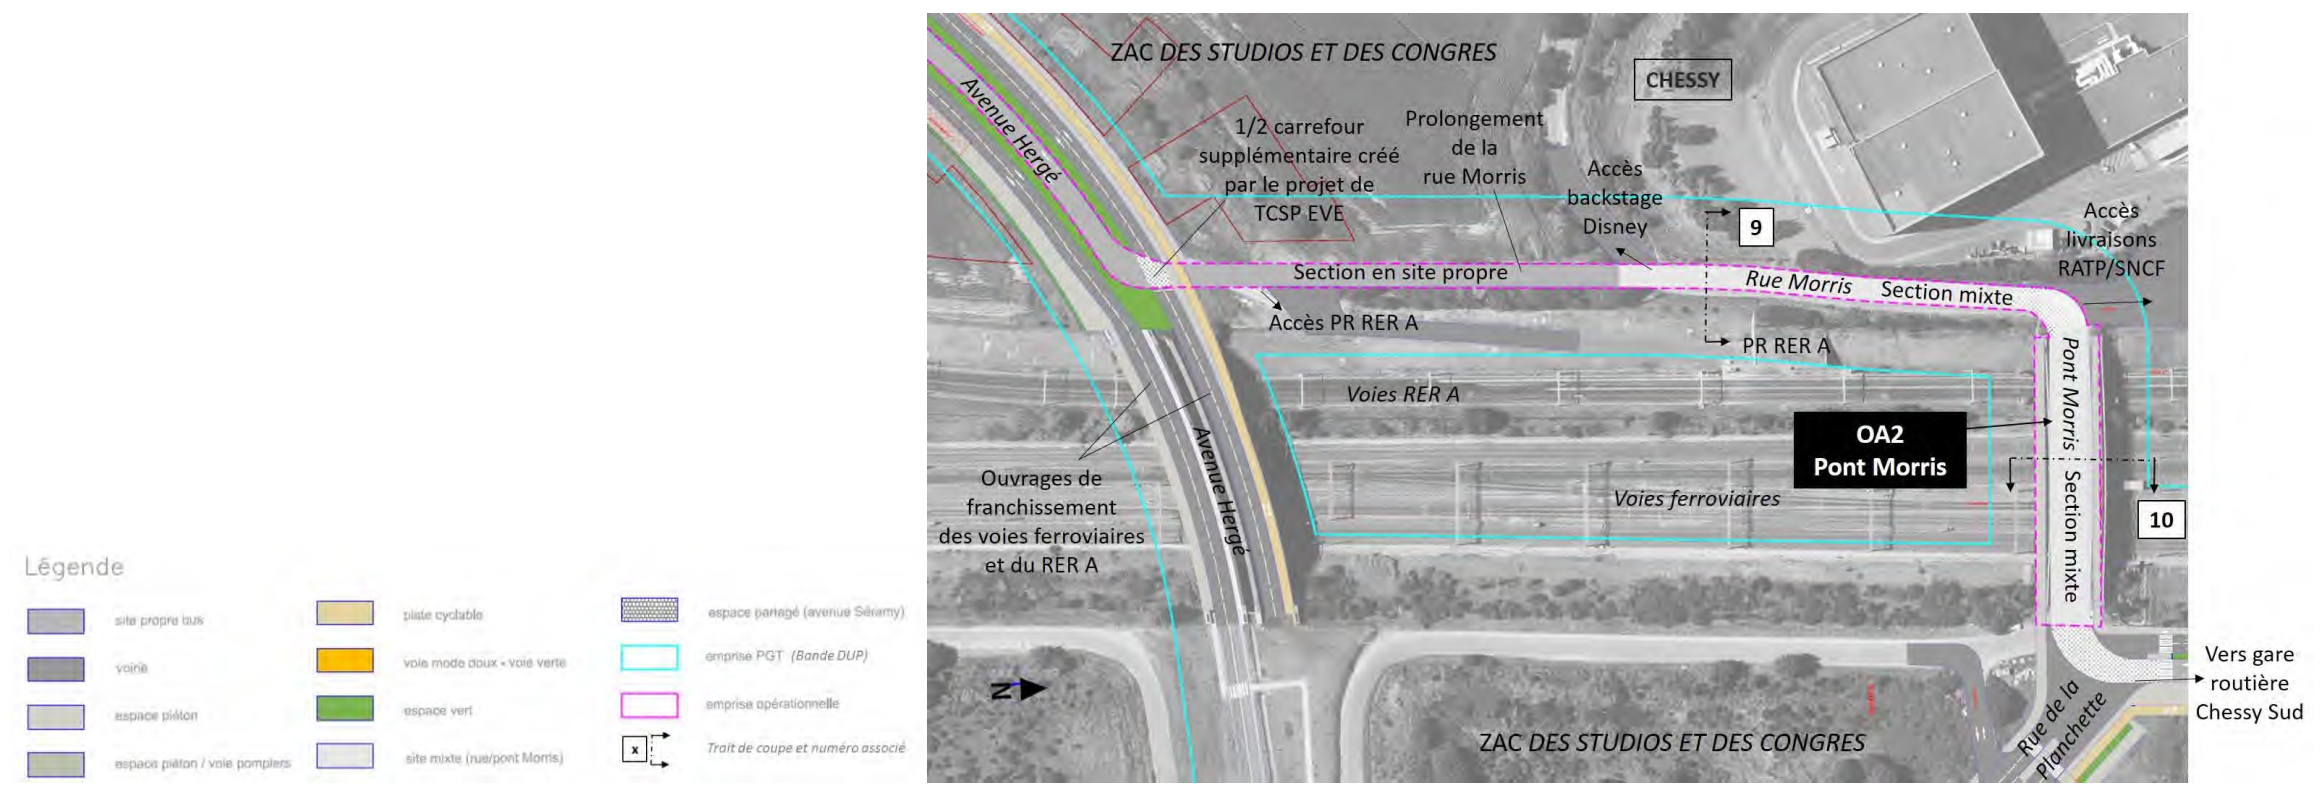 ZAC DES STUDIOS ET DES CONGRES
CHESSY
Avenue Hergé
1/2 carrefour
supplémentaire créé
par le projet de
TCSP EVE
Prolongement
de la
rue Morris
Accès
backstage
Disney
9
Accès
livraisons
RATP/SNCF
Section en site propre
Rue Morris
Section mixte
Accès PR RER A
PR RER A
Voies RER A
Pont Morris
Section mixte
OA2
Pont Morris
Avenue Hergé
Ouvrages de
franchissement
des voies ferroviaires
et du RER A
Voies ferroviaires
10
Vers gare
routière
Chessy Sud
Rue de la
Planchette
N
ZAC DES STUDIOS ET DES CONGRES
Légende
site propre bus
voirie
espace piéton
espace piéton / voie pompiers
piste cyclable
voie mode doux - voie verte
espace vert
site mixte (rue/pont Morris)
espace partagé (avenue Séramy)
emprise PGT (Bande DUP)
emprise opérationnelle
x
Trait de coupe et numéro associé